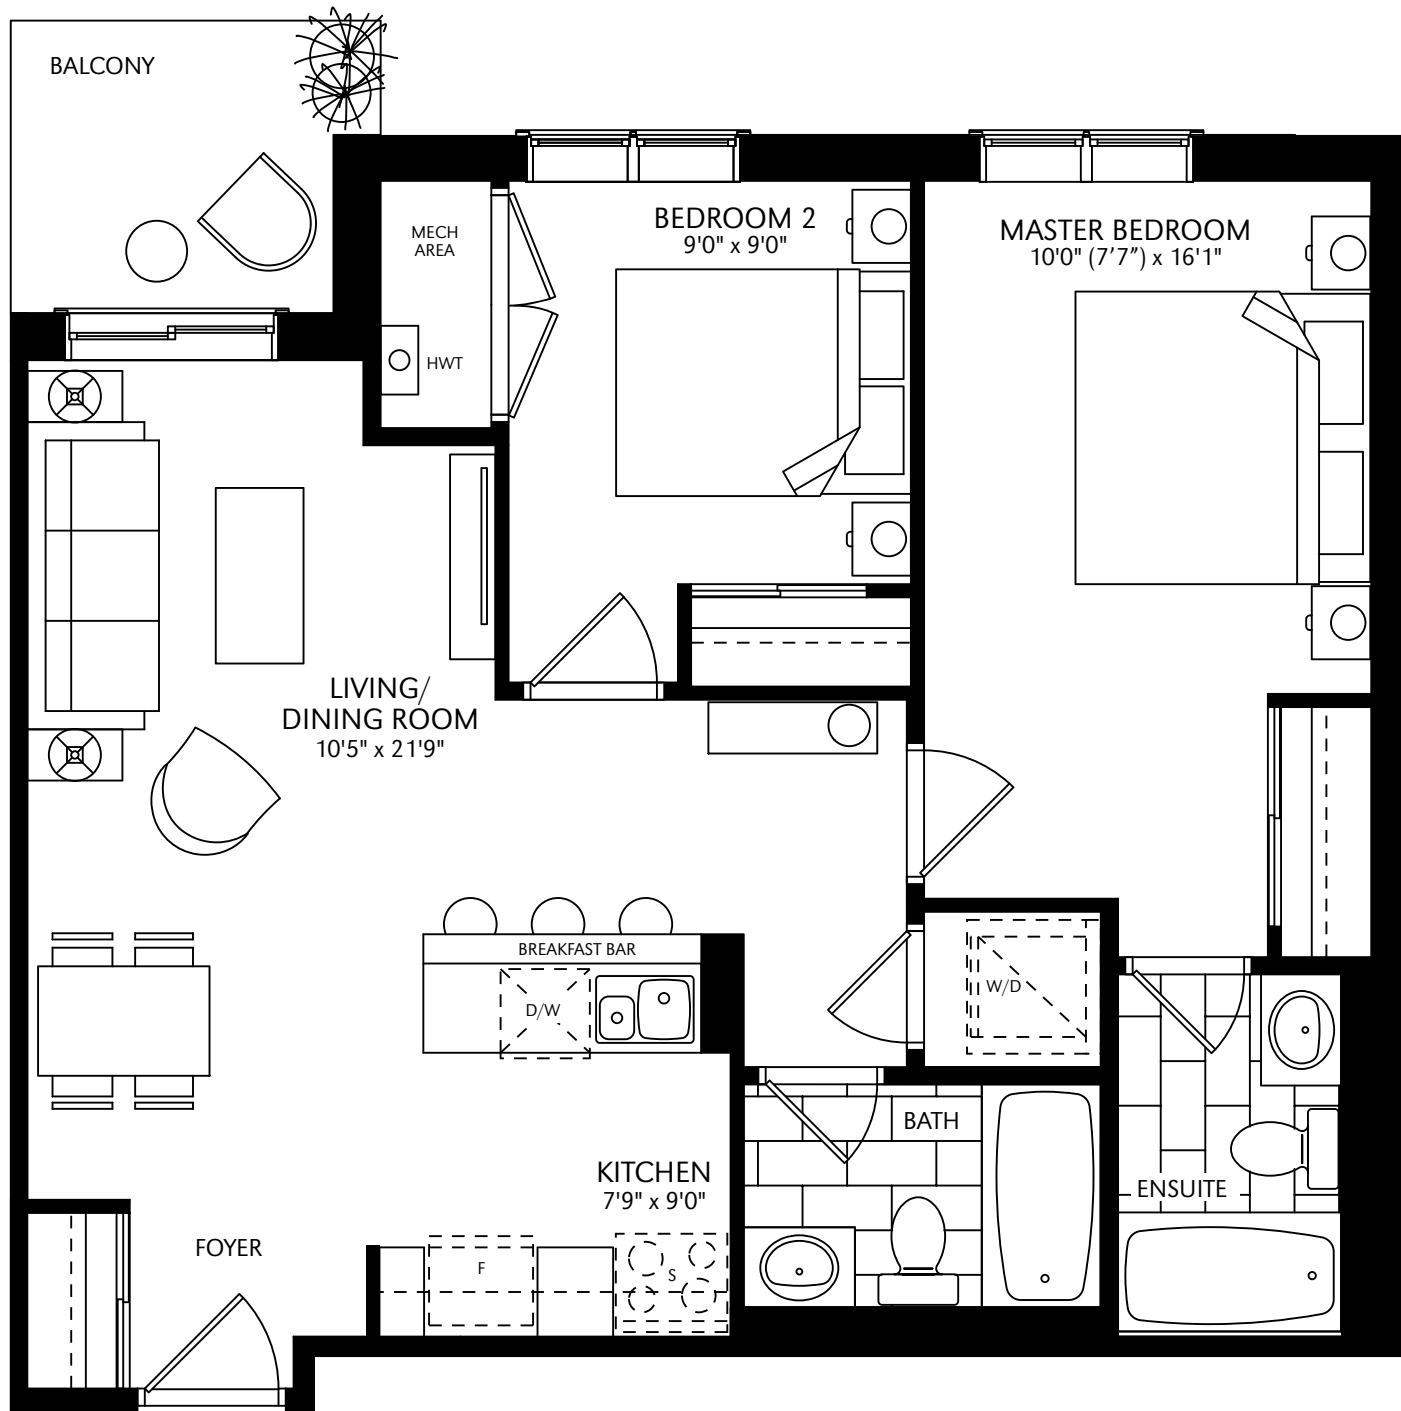 BALCONY
MECH
AREA
HWT
BEDROOM 2
9'0" x 9'0"
MASTER BEDROOM
10'0" (7’7”) x 16'1"
LIVING/
DINING ROOM
10'5" x 21'9"
BREAKFAST BAR
D/W
W/D
KITCHEN
7'9" x 9'0"
BATH
ENSUITE
FOYER
F
S